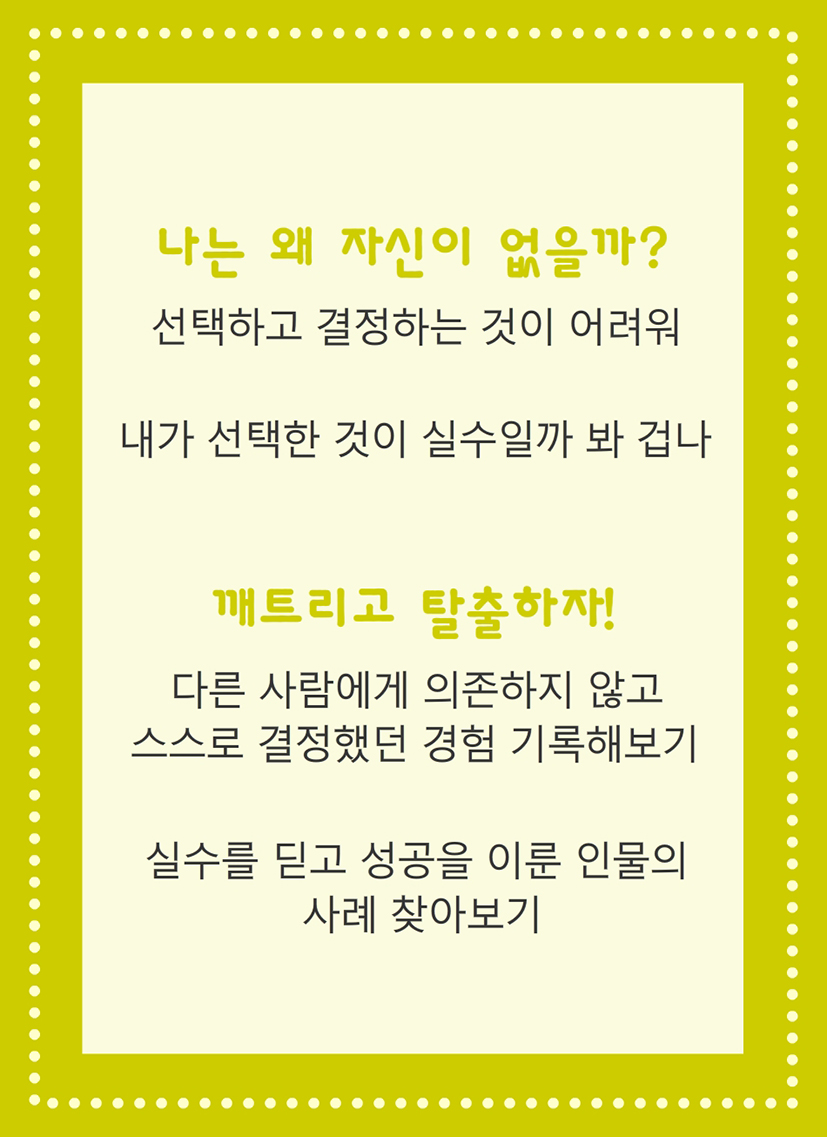 나는 왜 자신이 없을까?
선택하고 결정하는 것이 어려워
내가 선택한 것이 실수일까 봐 겁나
깨트리고 탈출하자!
다른 사람에게 의존하지 않고
스스로 결정했던 경험 기록해보기
실수를 딛고 성공을 이룬 인물의
사례 찾아보기